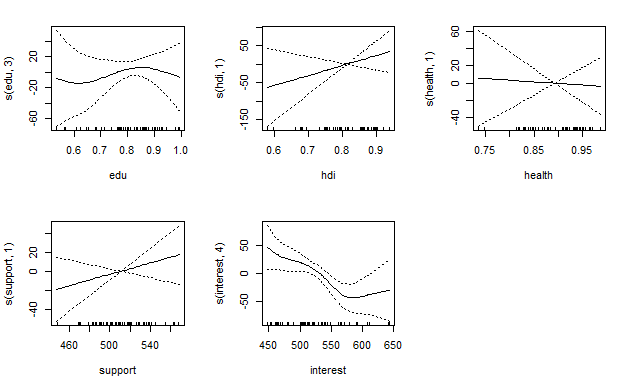 s(edu, 3)
20
-20
-60
0.6 0.7 0.8 0.9 1.0
edu
s(hdi, 1)
50
-50
-150
0.6 0.7 0.8 0.9
hdi
s(health, 1)
40
0
-40
0.75 0.85 0.95
health
s(support, 1)
0
-40
460 500 540
support
s(interest, 4)
50
0
-50
450 500 550 600 650
interest